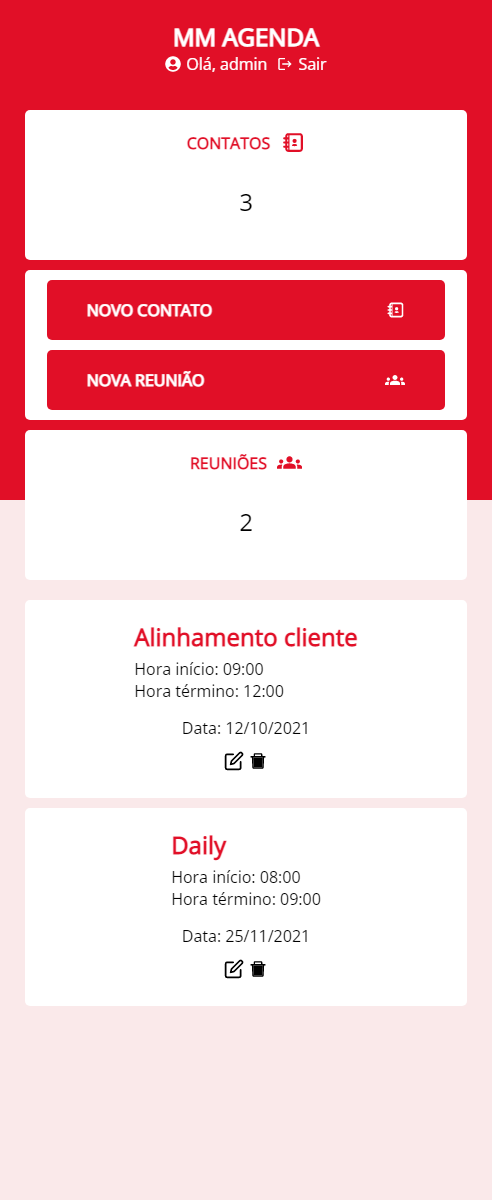 MM AGENDA
Olá, admin Sair
CONTATOS
3
NOVO CONTATO
NOVA REUNIÃO
REUNIÕES
2
Alinhamento cliente
Hora início: 09:00
Hora término: 12:00
Data: 12/10/2021
Daily
Hora início: 08:00
Hora término: 09:00
Data: 25/11/2021